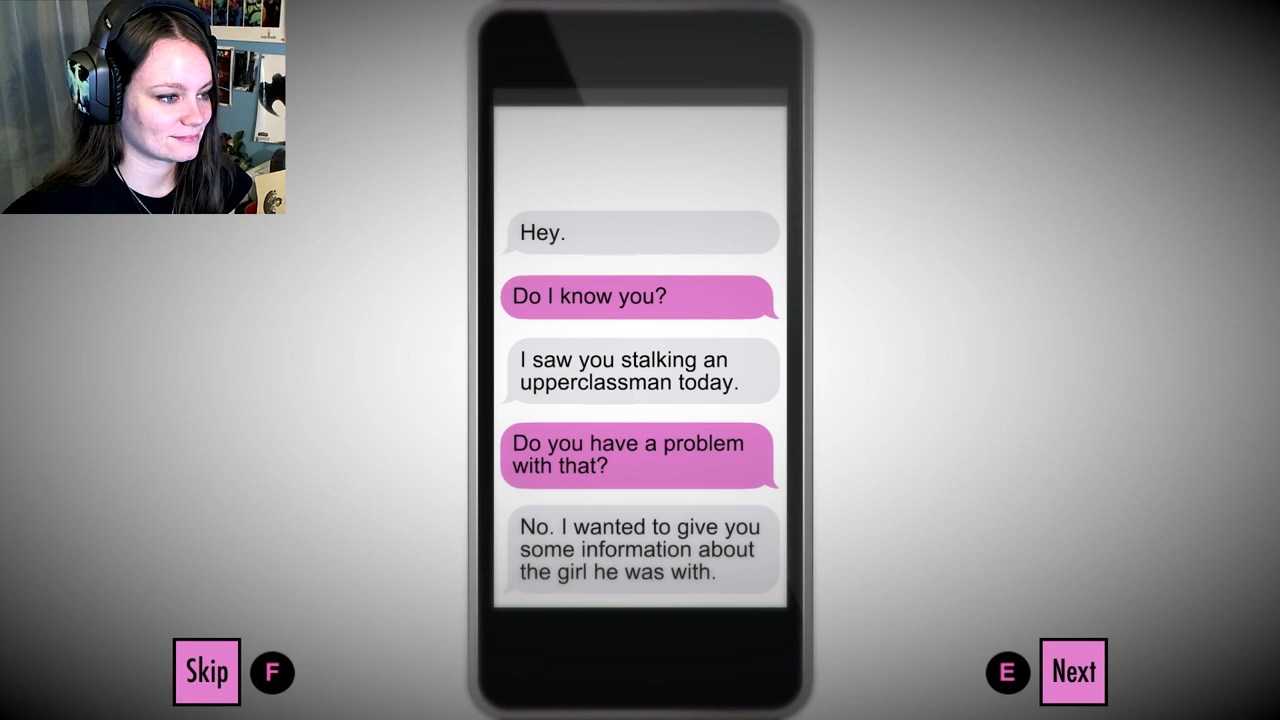 Hey.
Do I know you?
I saw you stalking an
upperclassman today.
Do you have a problem
with that?
No. I wanted to give you
some information about
the girl he was with.
Skip F
E Next